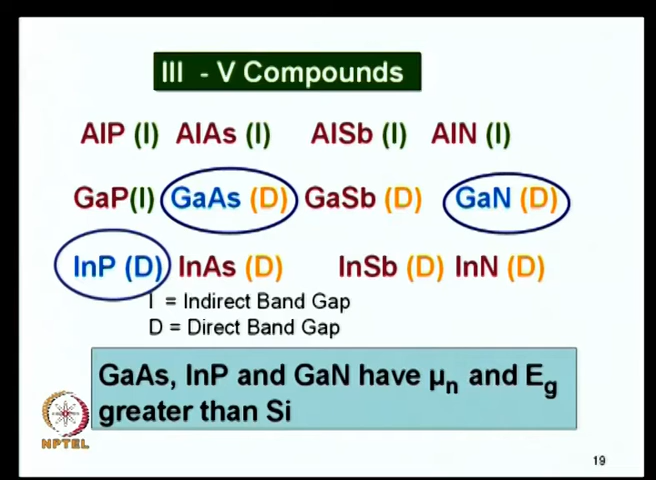 III - V Compounds
AlP (I) AlAs (I) AlSb (I) AlN (I)
GaP(I) GaAs (D) GaSb (D) GaN (D)
InP (D) InAs (D) InSb (D) InN (D)
I = Indirect Band Gap
D = Direct Band Gap
GaAs, InP and GaN have μn and Eg
greater than Si
NPTEL
19